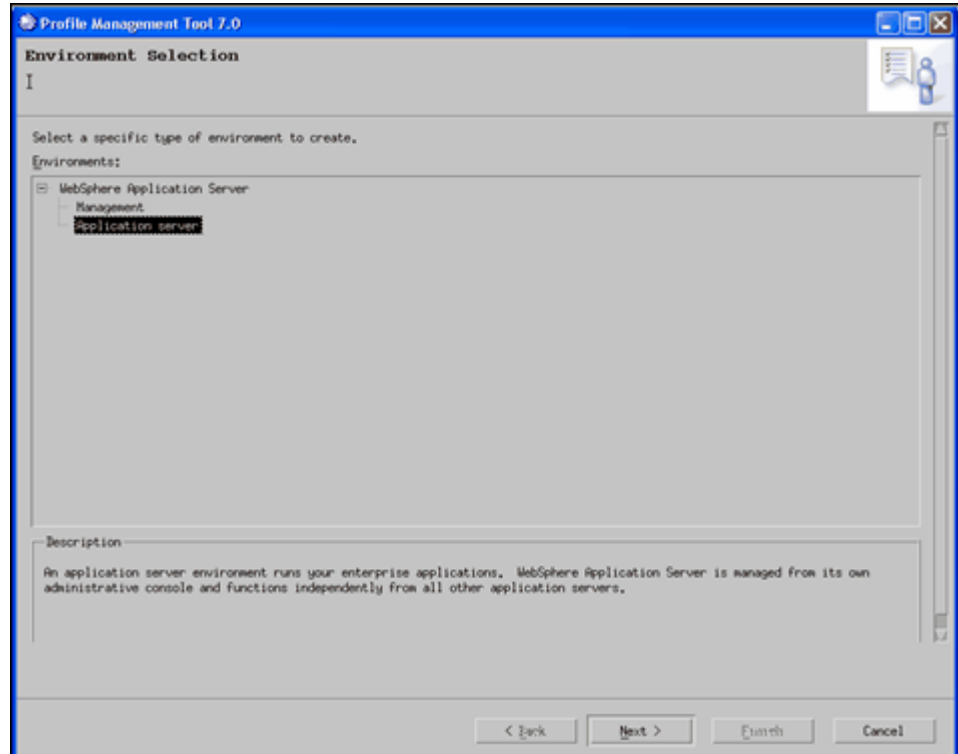 Profile Management Tool 7.0
Environment Selection
Select a specific type of environment to create.
Environments:
WebSphere Application Server
Management
Application server
Description
An application server environment runs your enterprise applications. WebSphere Application Server is managed from its own
administrative console and functions independently from all other application servers.
< Back
Next >
Finish
Cancel